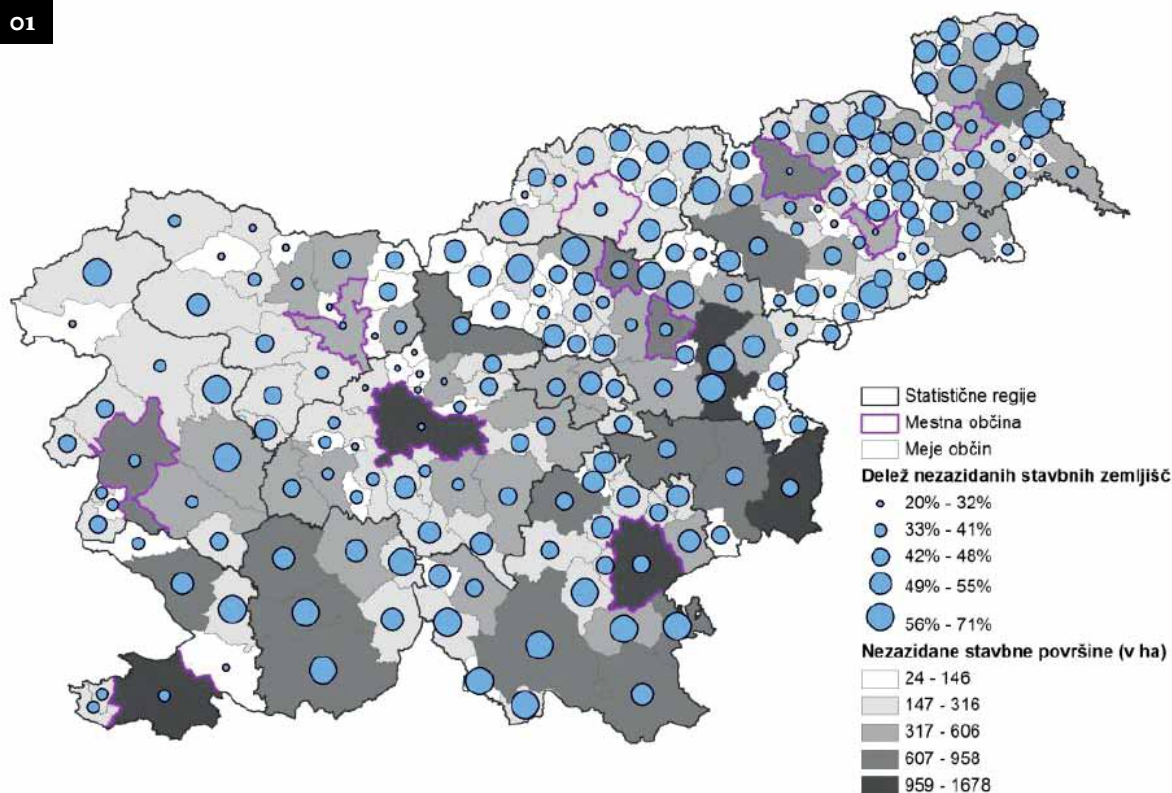 01
Statistične regije
Mestna občina
Meje občin
Delež nezazidanih stavbnih zemljišč
20% - 32%
33% - 41%
42% - 48%
49% - 55%
56% - 71%
Nezazidane stavbne površine (v ha)
24 - 146
147 - 316
317 - 606
607 - 958
959 - 1678